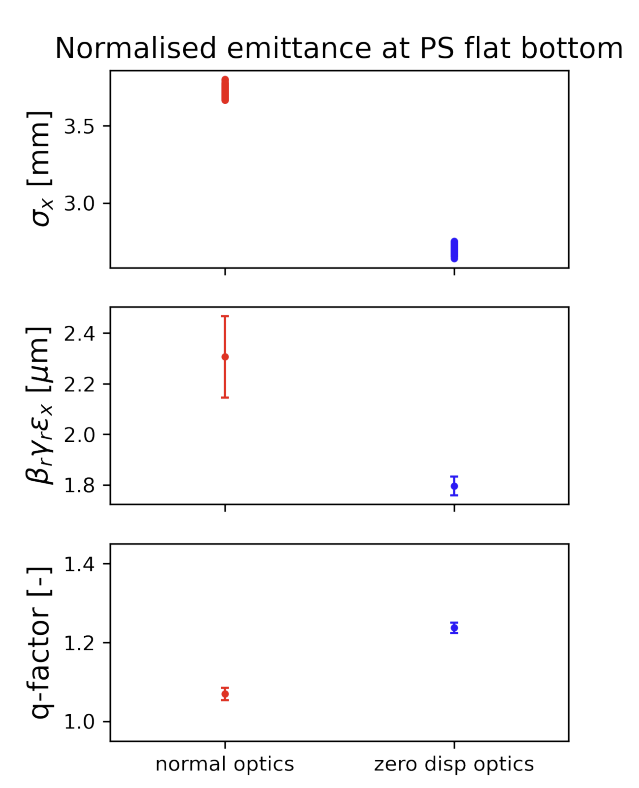 Normalised emittance at PS flat bottom
σₓ [mm]
3.5
3.0
βᵣγᵣεₓ [μm]
2.4
2.2
2.0
1.8
q-factor [-]
1.4
1.2
1.0
normal optics
zero disp optics